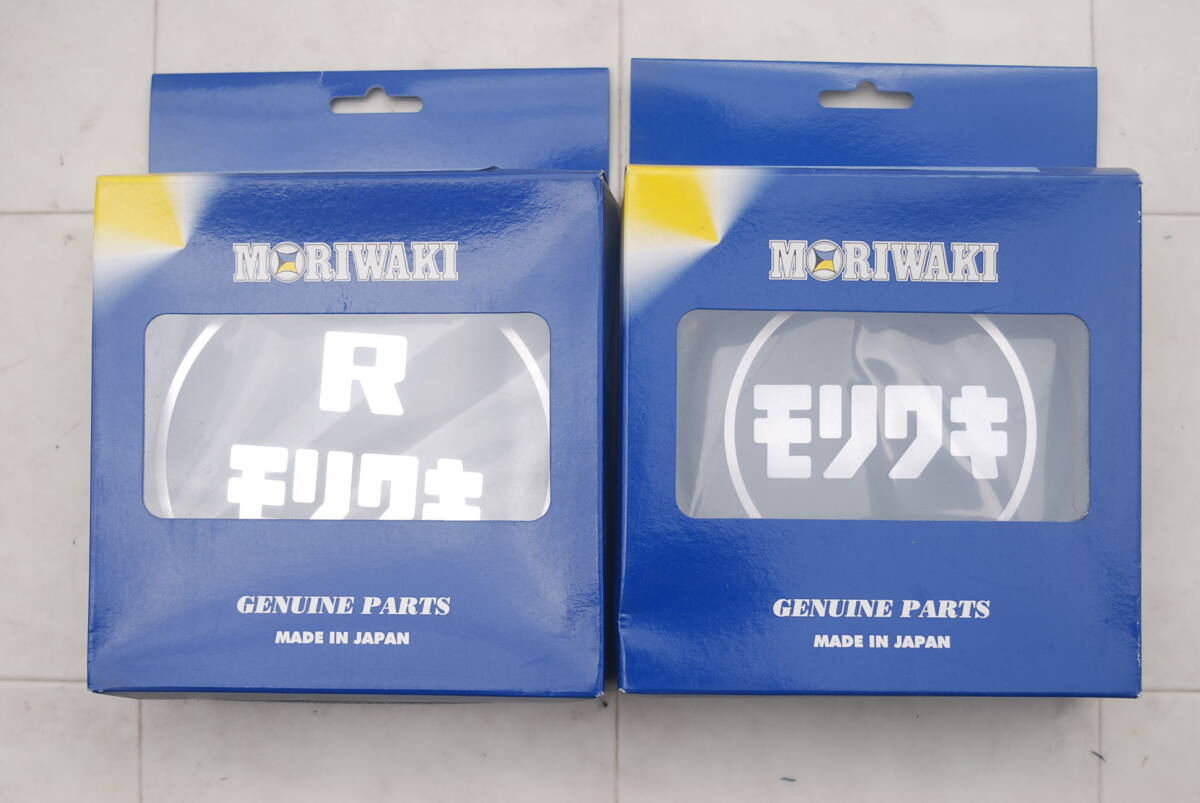 MORIWAKI
R
モリワキ
GENUINE PARTS
MADE IN JAPAN
MORIWAKI
モリワキ
GENUINE PARTS
MADE IN JAPAN